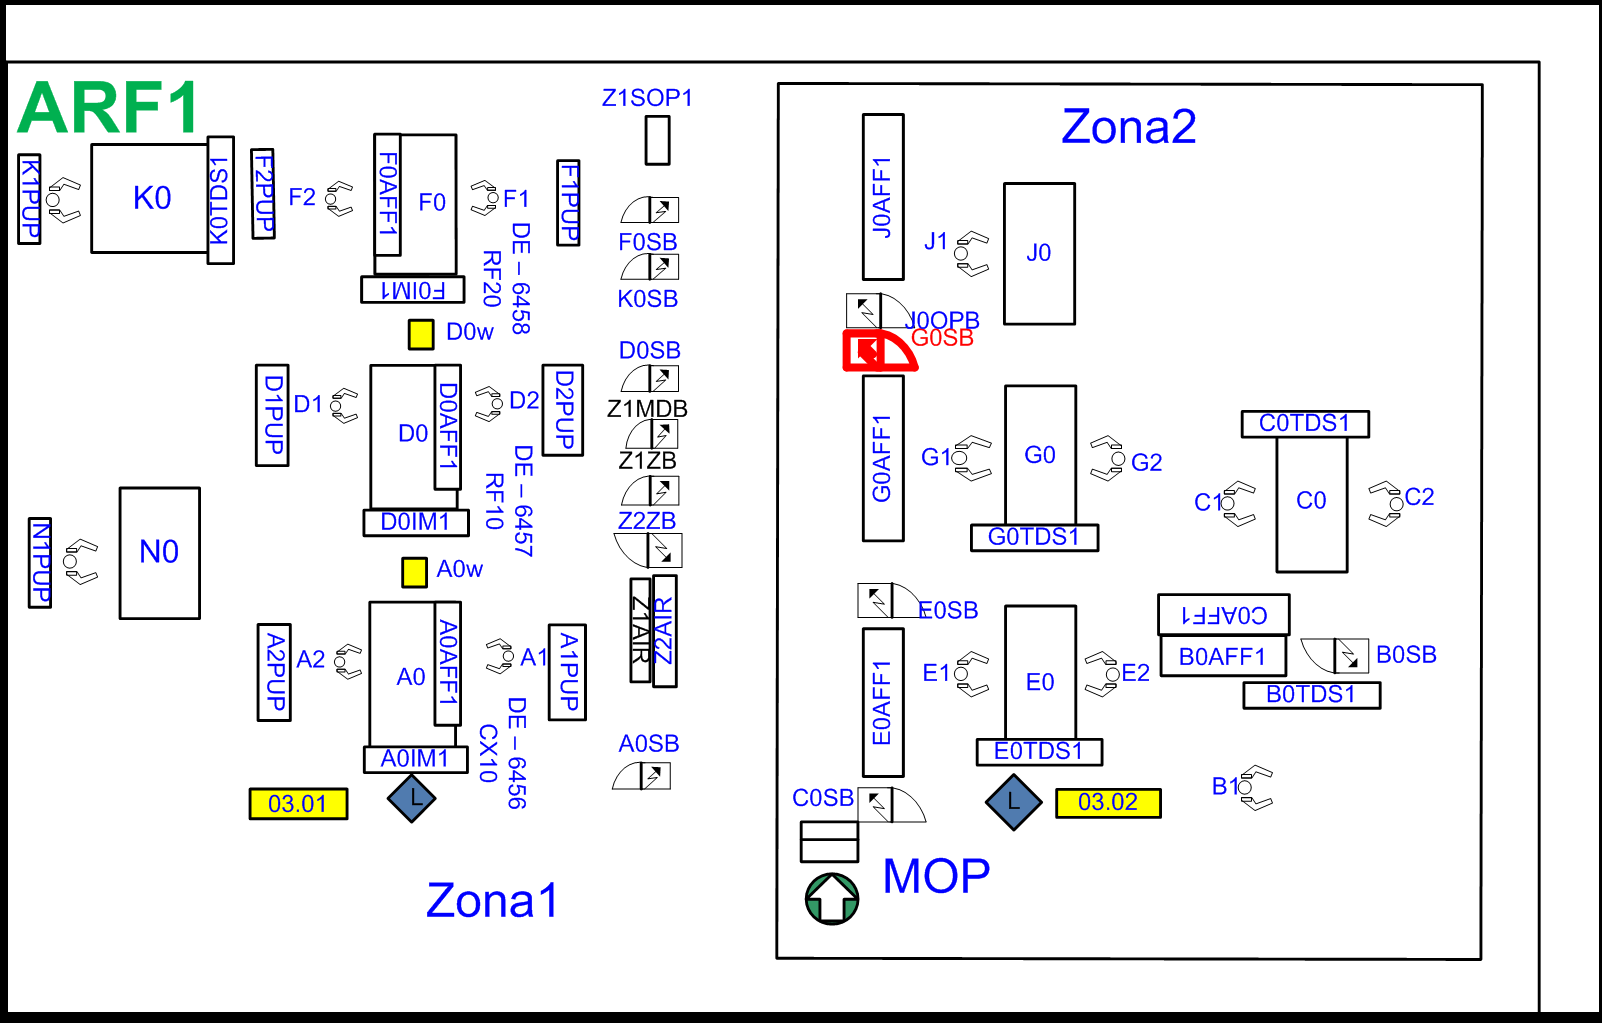 ARF1
Z1SOP1
Zona2
K1PUP
K0
K0TDS1
F2PUP
F2
F0AFF1
F0
F1
F1PUP
F0IM1
DE – 6458
RF20
F0SB
K0SB
J0AFF1
J1
J0
J0OPB
G0SB
D0w
D0SB
Z1MDB
Z1ZB
Z2ZB
D1PUP
D1
D0
D0AFF1
D2
D2PUP
D0IM1
DE – 6457
RF10
G0AFF1
G1
G0
G2
G0TDS1
C0TDS1
C1
C0
C2
N1PUP
N0
A0w
Z1AIR
Z2AIR
A2PUP
A2
A0
A0AFF1
A1
A1PUP
A0IM1
DE – 6456
CX10
A0SB
E0SB
E0AFF1
E1
E0
E2
E0TDS1
C0AFF1
B0AFF1
B0SB
B0TDS1
B1
03.01
L
C0SB
L
03.02
MOP
Zona1